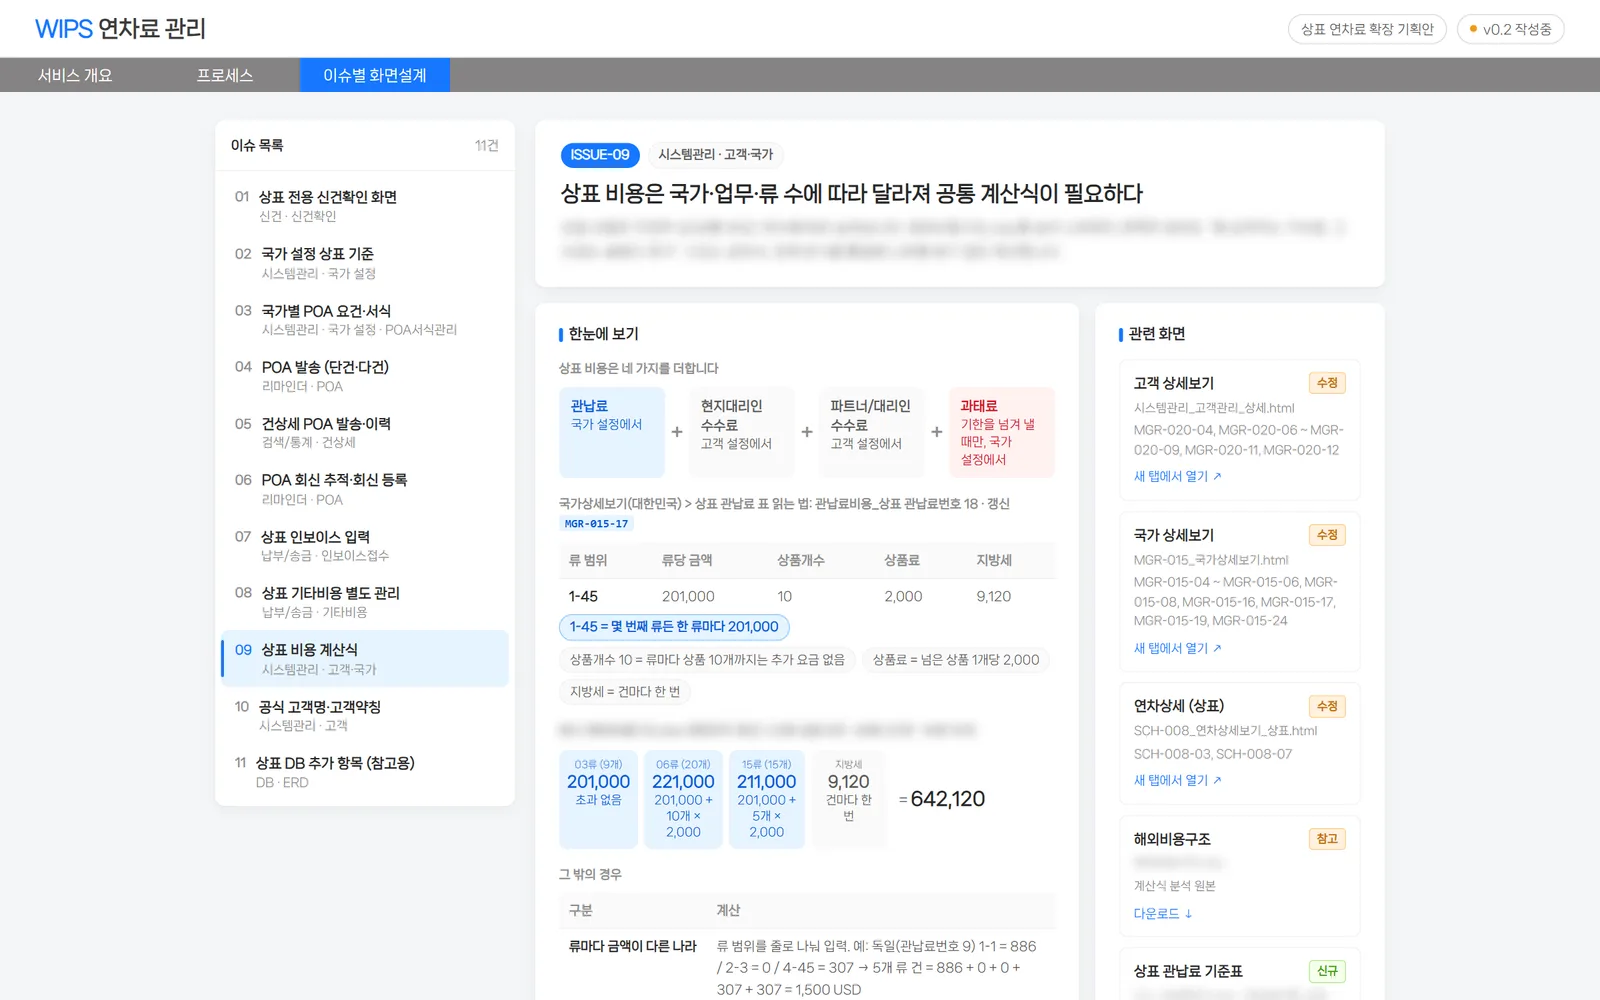 WIPS 연차료 관리
상표 연차료 확장 기획안
v0.2 작성중
서비스 개요
프로세스
이슈별 화면설계
이슈 목록
11건
01 상표 전용 신건확인 화면
신건 · 신건확인
02 국가 설정 상표 기준
시스템관리 · 국가 설정
03 국가별 POA 요건·서식
시스템관리 · 국가 설정 · POA서식관리
04 POA 발송 (단건·다건)
리마인더 · POA
05 건상세 POA 발송·이력
검색/통계 · 건상세
06 POA 회신 추적·회신 등록
리마인더 · POA
07 상표 인보이스 입력
납부/송금 · 인보이스접수
08 상표 기타비용 별도 관리
납부/송금 · 기타비용
09 상표 비용 계산식
시스템관리 · 고객·국가
10 공식 고객명·고객약칭
시스템관리 · 고객
11 상표 DB 추가 항목 (참고용)
DB · ERD
ISSUE-09
시스템관리 · 고객·국가
상표 비용은 국가·업무·류 수에 따라 달라져 공통 계산식이 필요하다
한눈에 보기
상표 비용은 네 가지를 더합니다
관납료
국가 설정에서
+
현지대리인
수수료
고객 설정에서
+
파트너/대리인
수수료
고객 설정에서
+
과태료
기한을 넘겨 낼
때만, 국가
설정에서
국가상세보기(대한민국) > 상표 관납료 표 읽는 법: 관납료비용_상표 관납료번호 18 · 갱신
MGR-015-17
류 범위 류당 금액 상품개수 상품료 지방세
1-45 201,000 10 2,000 9,120
1-45 = 몇 번째 류든 한 류마다 201,000
상품개수 10 = 류마다 상품 10개까지는 추가 요금 없음
상품료 = 넘은 상품 1개당 2,000
지방세 = 건마다 한 번
03류 (9개)
201,000
초과 없음
06류 (20개)
221,000
201,000 +
10개 ×
2,000
15류 (15개)
211,000
201,000 +
5개 ×
2,000
지방세
9,120
건마다 한
번
= 642,120
그 밖의 경우
구분 계산
류마다 금액이 다른 나라 류 범위를 줄로 나눠 입력. 예: 독일(관납료번호 9) 1-1 = 886
/ 2-3 = 0 / 4-45 = 307 → 5개 류 건 = 886 + 0 + 0 +
307 + 307 = 1,500 USD
관련 화면
고객 상세보기 수정
시스템관리_고객관리_상세.html
MGR-020-04, MGR-020-06 ~ MGR-
020-09, MGR-020-11, MGR-020-12
새 탭에서 열기 ↗
국가 상세보기 수정
MGR-015_국가상세보기.html
MGR-015-04 ~ MGR-015-06, MGR-
015-08, MGR-015-16, MGR-015-17,
MGR-015-19, MGR-015-24
새 탭에서 열기 ↗
연차상세 (상표) 수정
SCH-008_연차상세보기_상표.html
SCH-008-03, SCH-008-07
새 탭에서 열기 ↗
해외비용구조 참고
계산식 분석 원본
다운로드 ↓
상표 관납료 기준표 신규